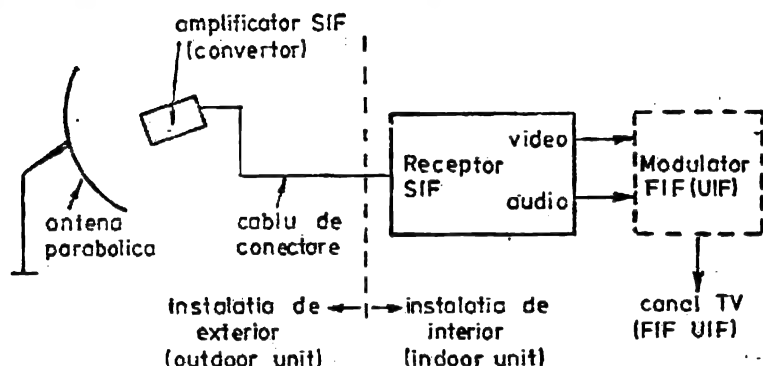 amplificator SIF
(convertor)
antena
parabolica
cablu de
conectare
Receptor
SIF
video
audio
Modulator
FIF(UIF)
canal TV
(FIF UIF)
instalatia de
exterior
(outdoor unit)
instalatia de
interior
(indoor unit)